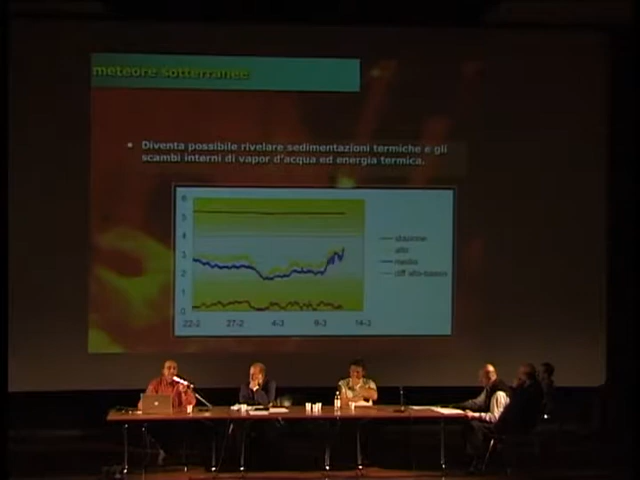 meteore sotterranee
Diventa possibile rivelare sedimentazioni termiche e gli
scambi interni di vapor d'acqua ed energia termica.
6
5
4
3
2
1
0
22-2 27-2 4-3 9-3 14-3
alto
medio
diff alto-basso